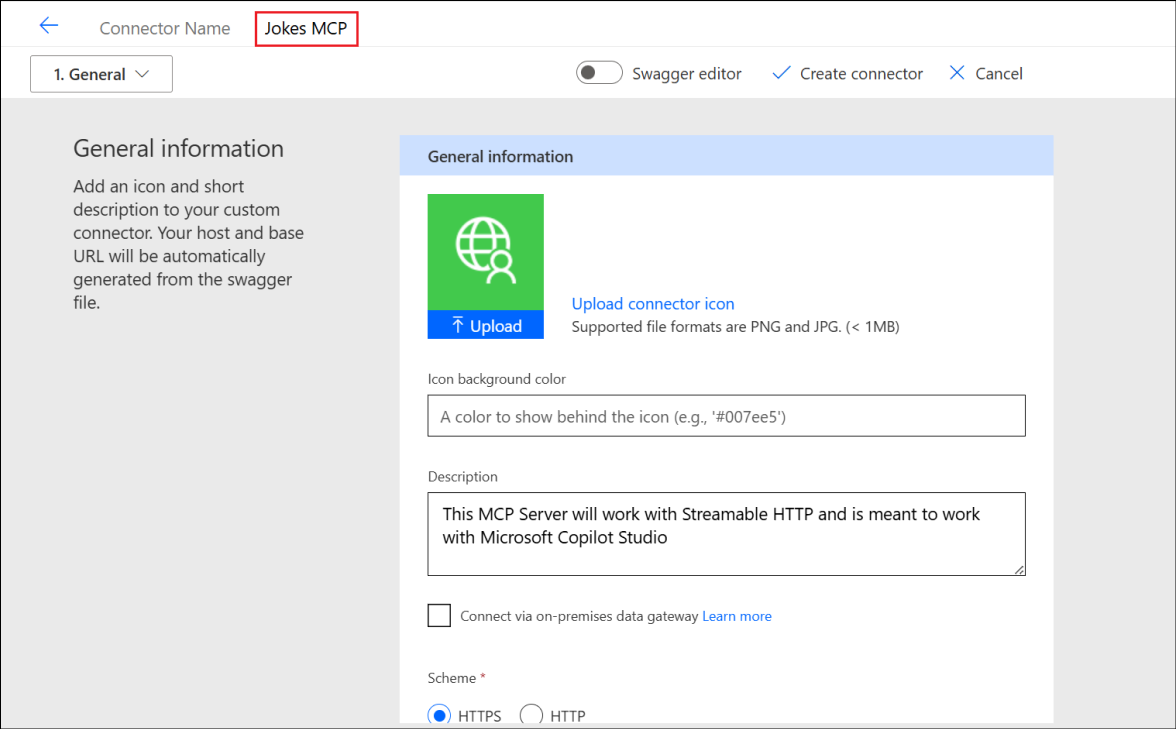 Connector Name Jokes MCP
1. General
Swagger editor
Create connector
Cancel
General information
Add an icon and short
description to your custom
connector. Your host and base
URL will be automatically
generated from the swagger
file.
General information
Upload
Upload connector icon
Supported file formats are PNG and JPG. (< 1MB)
Icon background color
A color to show behind the icon (e.g., '#007ee5')
Description
This MCP Server will work with Streamable HTTP and is meant to work
with Microsoft Copilot Studio
Connect via on-premises data gateway Learn more
Scheme *
HTTPS HTTP